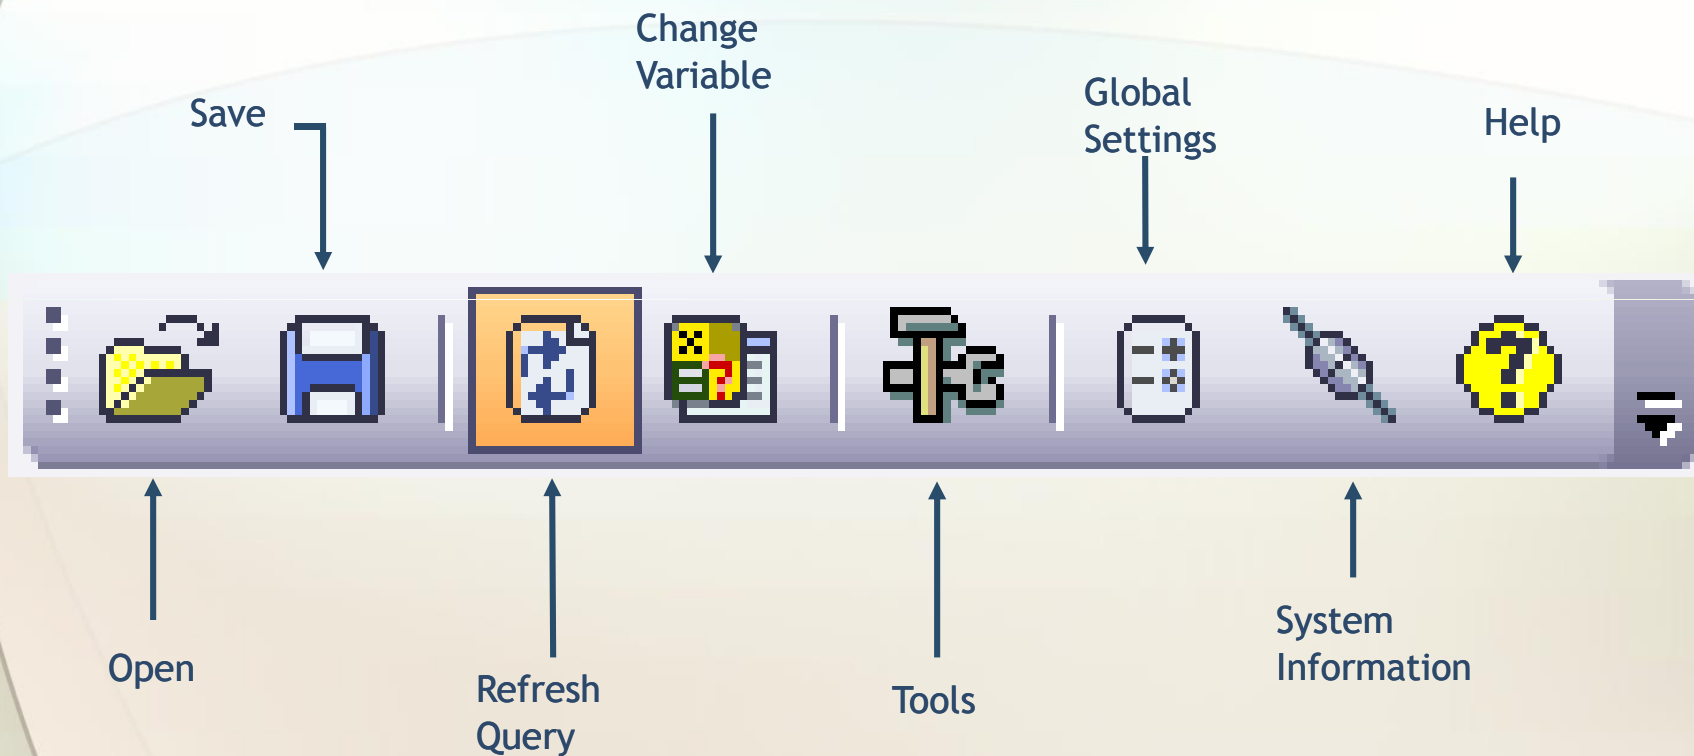 Change
Variable
Save
Global
Settings
Help
Open
Refresh
Query
Tools
System
Information